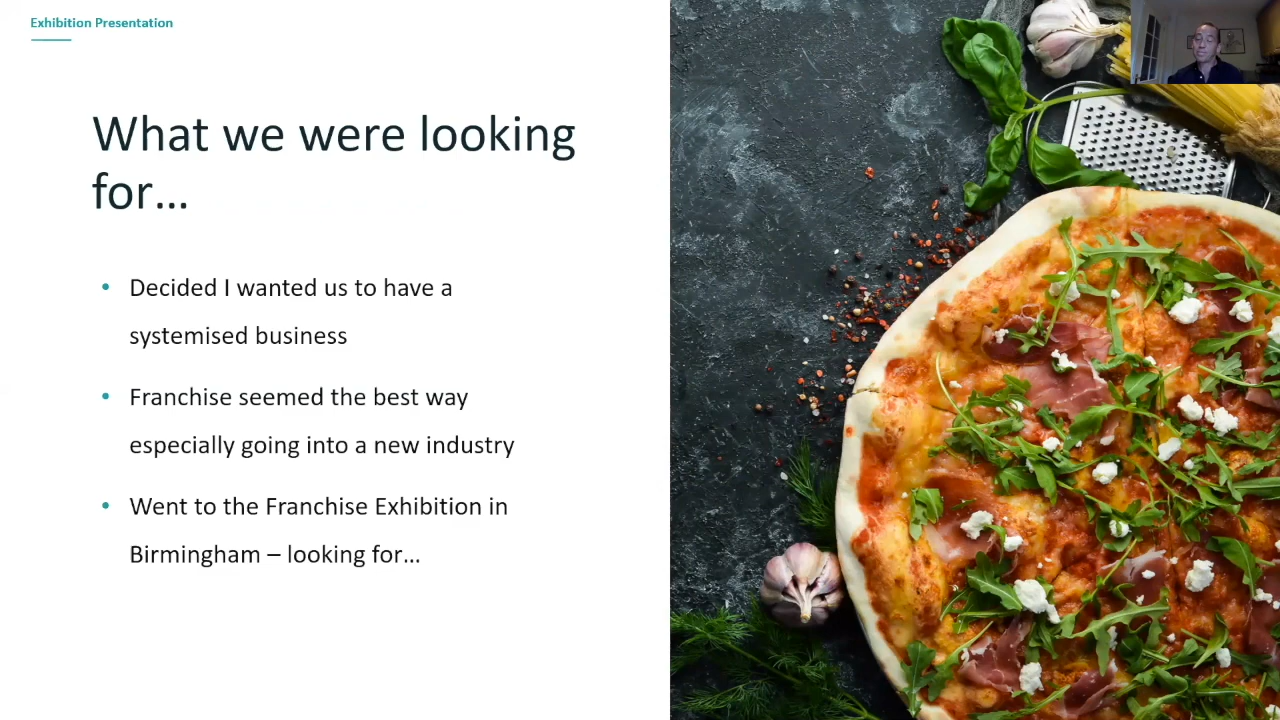 Exhibition Presentation
What we were looking
for...
• Decided I wanted us to have a
systemised business
• Franchise seemed the best way
especially going into a new industry
• Went to the Franchise Exhibition in
Birmingham – looking for...